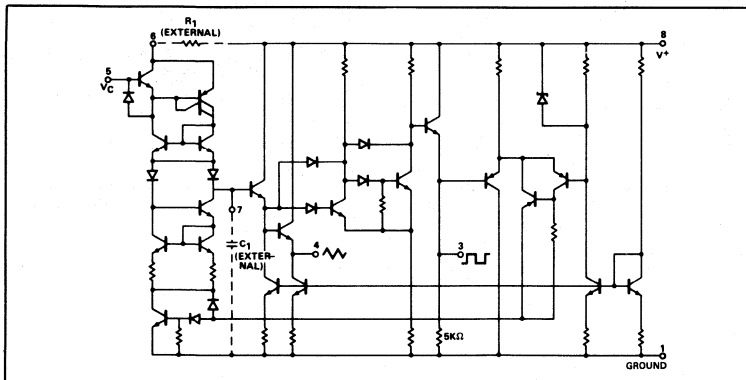 R1
(EXTERNAL)
6
8
V+
5
VC
7
C1
(EXTER-
NAL)
4
3
5KΩ
1
GROUND